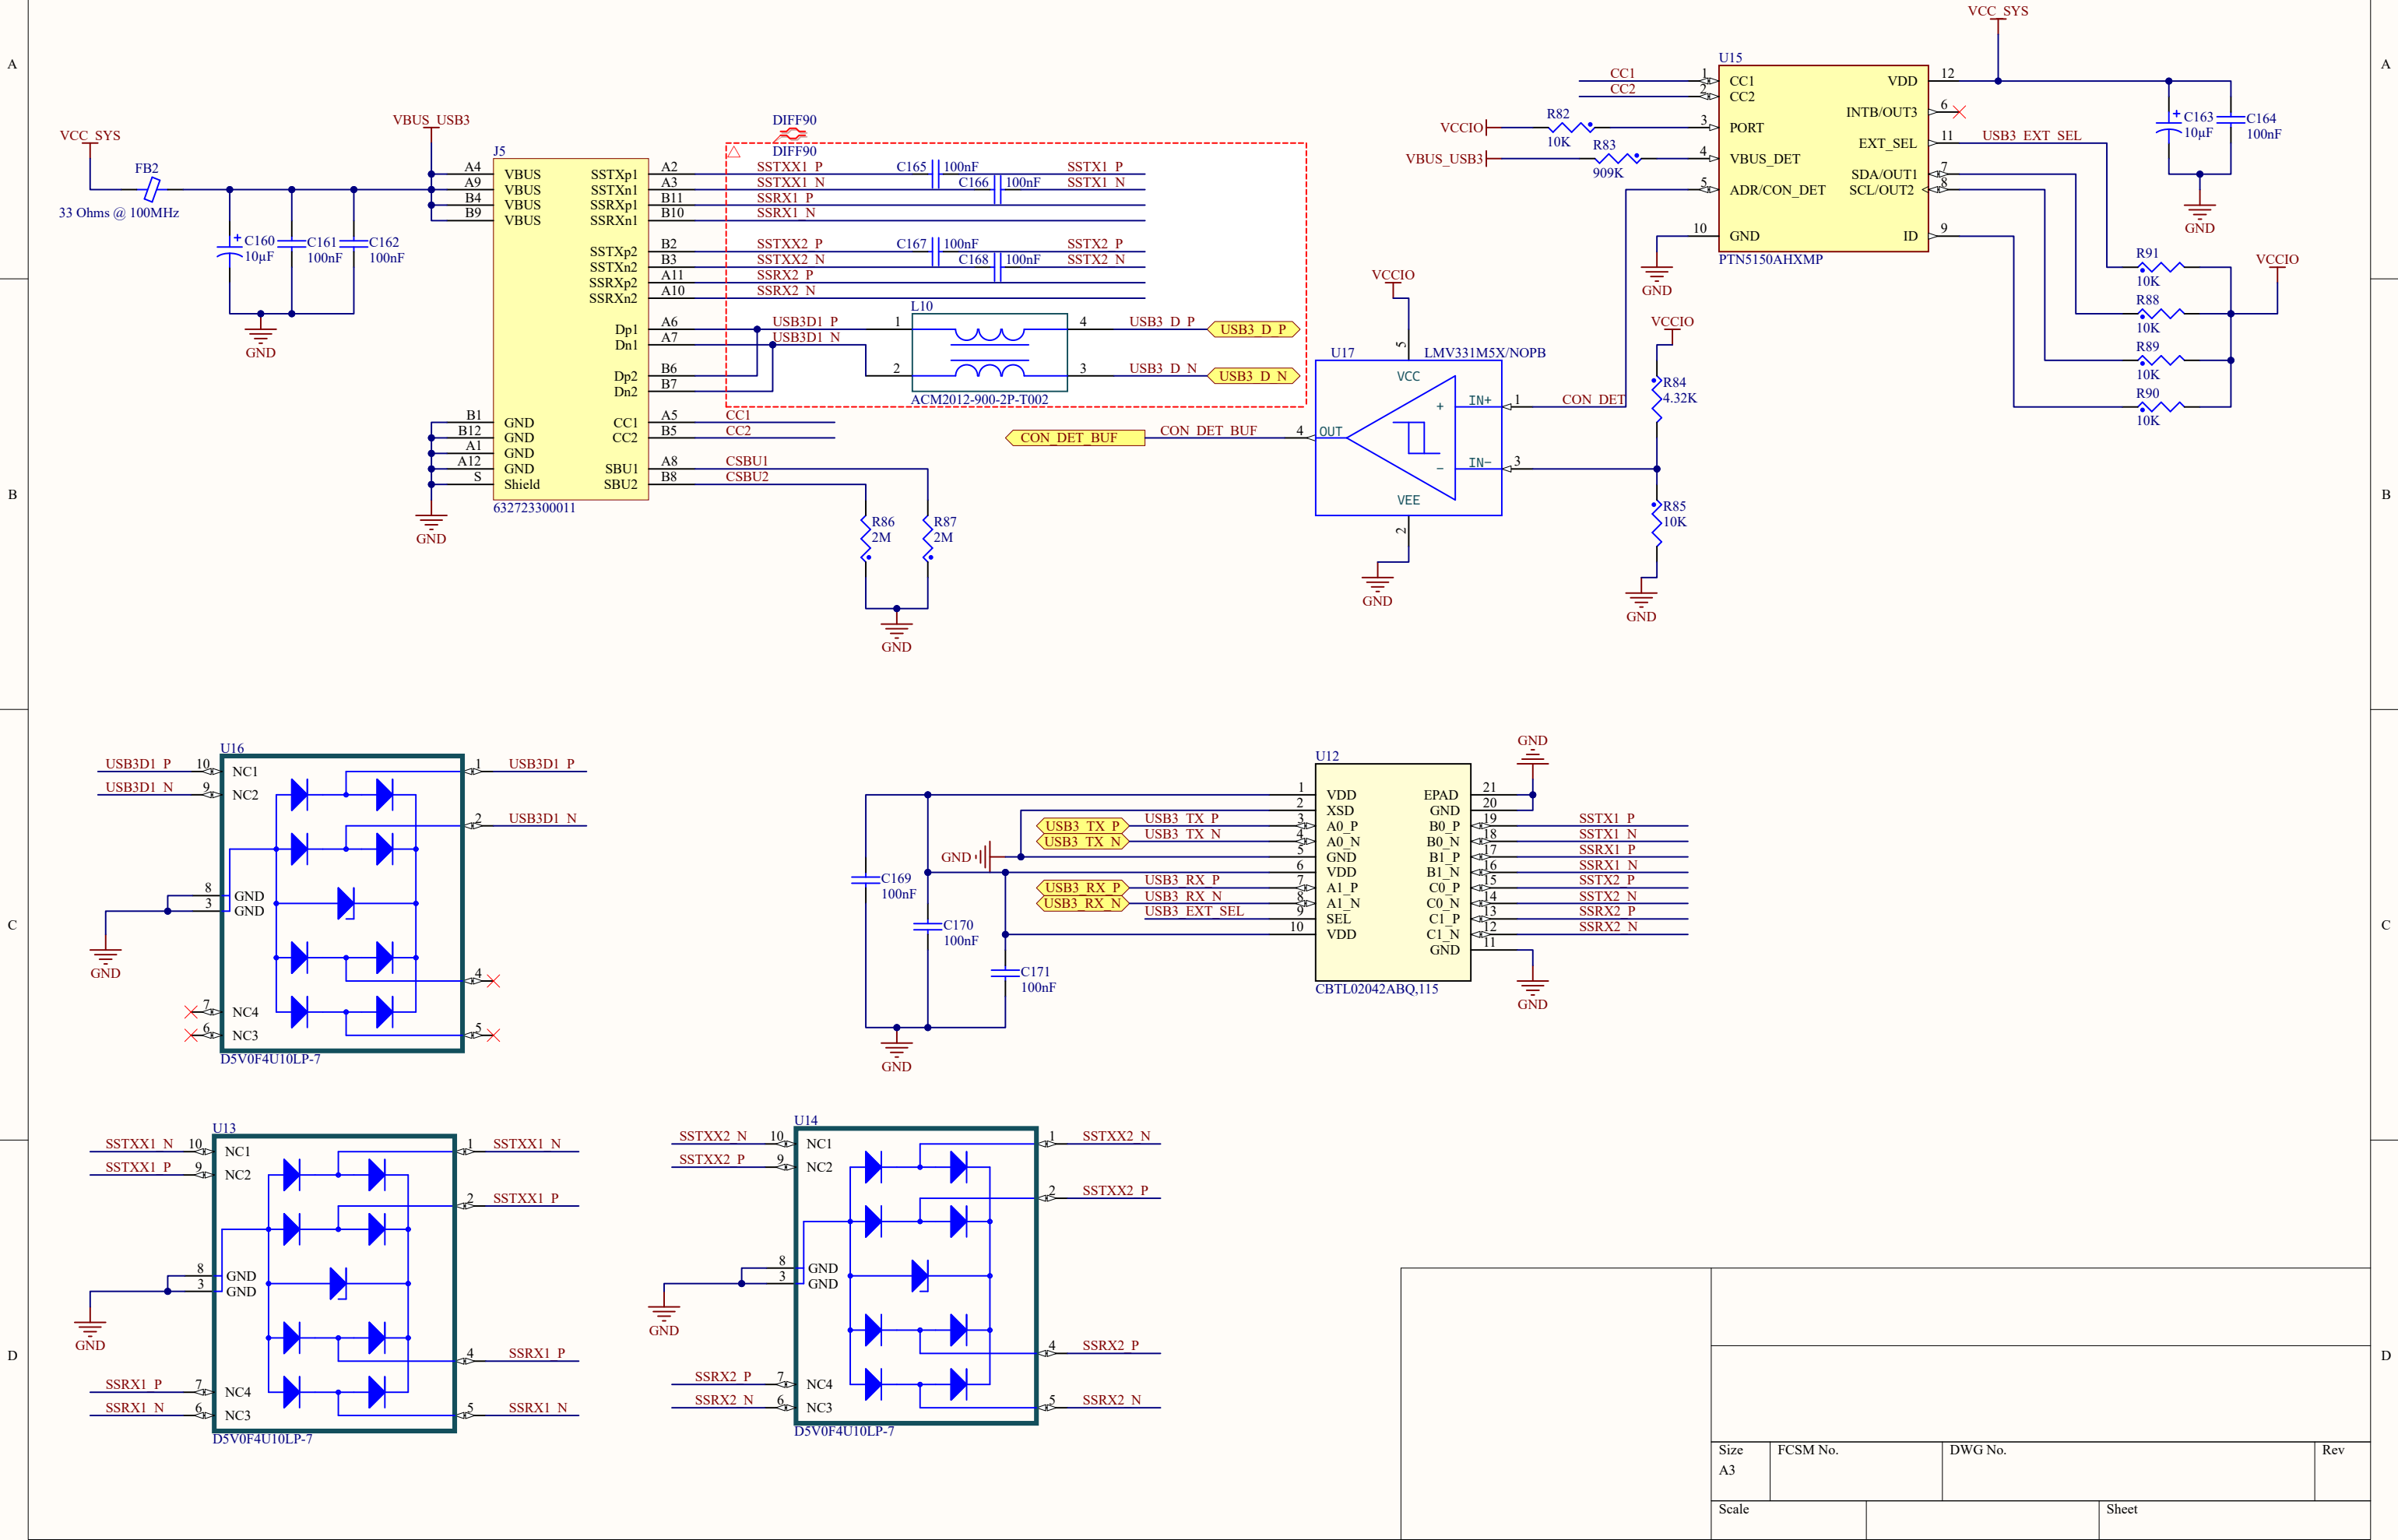 A
A
B
B
C
C
D
D
VCC_SYS
FB2
33 Ohms @ 100MHz
C160
10µF
C161
100nF
C162
100nF
GND
VBUS_USB3
J5
A4 VBUS SSTXp1 A2
A9 VBUS SSTXn1 A3
B4 VBUS SSRXp1 B11
B9 VBUS SSRXn1 B10
SSTXp2 B2
SSTXn2 B3
SSRXp2 A11
SSRXn2 A10
Dp1 A6
Dn1 A7
Dp2 B6
Dn2 B7
B1 GND CC1 A5
B12 GND CC2 B5
A1 GND
A12 GND SBU1 A8
S Shield SBU2 B8
632723300011
GND
DIFF90
DIFF90
SSTXX1_P C165 100nF SSTX1_P
SSTXX1_N C166 100nF SSTX1_N
SSRX1_P
SSRX1_N
SSTXX2_P C167 100nF SSTX2_P
SSTXX2_N C168 100nF SSTX2_N
SSRX2_P
SSRX2_N
L10
USB3D1_P 1 4 USB3_D_P USB3_D_P
USB3D1_N
2 3 USB3_D_N USB3_D_N
ACM2012-900-2P-T002
CC1
CC2
CSBU1
CSBU2
R86
2M
R87
2M
GND
VCC_SYS
U15
CC1 1 CC1 VDD 12
CC2 2 CC2
INTB/OUT3 6
VCCIO R82 10K 3 PORT
EXT_SEL 11 USB3_EXT_SEL
VBUS_USB3 R83 909K 4 VBUS_DET
SDA/OUT1 7
5 ADR/CON_DET SCL/OUT2 8
10 GND ID 9
PTN5150AHXMP
GND
C163
10µF
C164
100nF
GND
R91
10K
R88
10K
R89
10K
R90
10K
VCCIO
VCCIO
U17 LMV331M5X/NOPB
5
VCC
+ IN+ 1 CON_DET
CON_DET_BUF CON_DET_BUF 4 OUT
− IN− 3
VEE
2
GND
VCCIO
R84
4.32K
R85
10K
GND
U16
USB3D1_P 10 NC1 1 USB3D1_P
USB3D1_N 9 NC2
2 USB3D1_N
8 GND
3 GND
GND
4
7 NC4
6 NC3 5
D5V0F4U10LP-7
U12
GND
1 VDD EPAD 21
2 XSD GND 20
USB3_TX_P USB3_TX_P 3 A0_P B0_P 19 SSTX1_P
USB3_TX_N USB3_TX_N 4 A0_N B0_N 18 SSTX1_N
GND 5 GND B1_P 17 SSRX1_P
6 VDD B1_N 16 SSRX1_N
USB3_RX_P USB3_RX_P 7 A1_P C0_P 15 SSTX2_P
USB3_RX_N USB3_RX_N 8 A1_N C0_N 14 SSTX2_N
USB3_EXT_SEL 9 SEL C1_P 13 SSRX2_P
10 VDD C1_N 12 SSRX2_N
GND 11
CBTL02042ABQ,115
GND
C169
100nF
C170
100nF
C171
100nF
GND
U13
SSTXX1_N 10 NC1 1 SSTXX1_N
SSTXX1_P 9 NC2
2 SSTXX1_P
8 GND
3 GND
GND
4 SSRX1_P
SSRX1_P 7 NC4
SSRX1_N 6 NC3 5 SSRX1_N
D5V0F4U10LP-7
U14
SSTXX2_N 10 NC1 1 SSTXX2_N
SSTXX2_P 9 NC2
2 SSTXX2_P
8 GND
3 GND
GND
4 SSRX2_P
SSRX2_P 7 NC4
SSRX2_N 6 NC3 5 SSRX2_N
D5V0F4U10LP-7
Size FCSM No. DWG No. Rev
A3
Scale Sheet